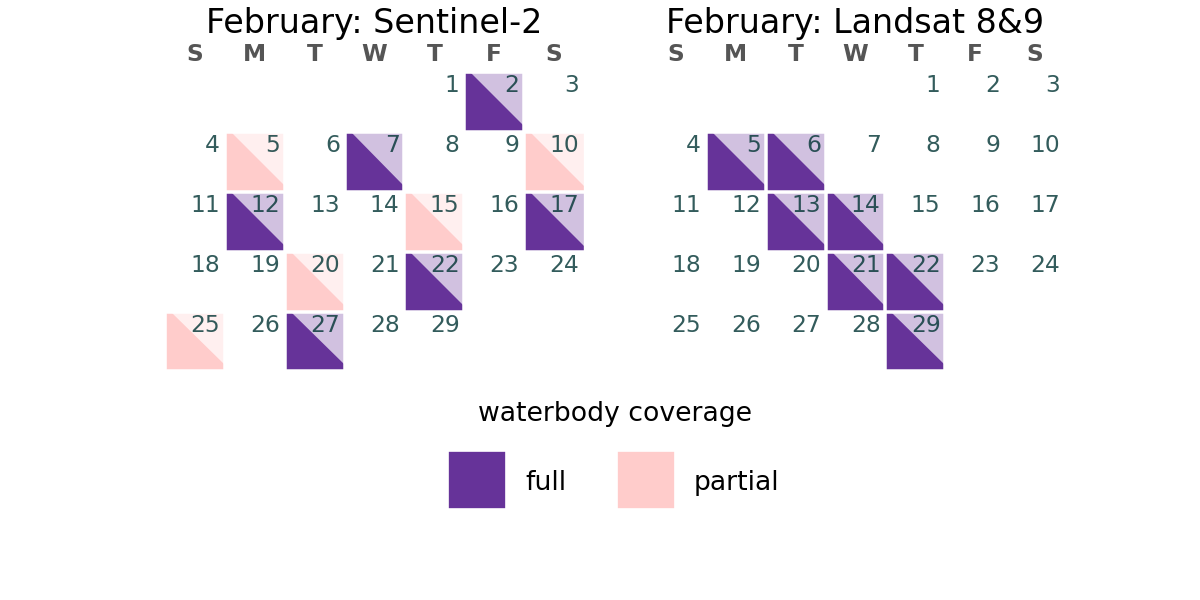 February: Sentinel-2
S M T W T F S
1 2 3
4 5 6 7 8 9 10
11 12 13 14 15 16 17
18 19 20 21 22 23 24
25 26 27 28 29
February: Landsat 8&9
S M T W T F S
1 2 3
4 5 6 7 8 9 10
11 12 13 14 15 16 17
18 19 20 21 22 23 24
25 26 27 28 29
waterbody coverage
full partial